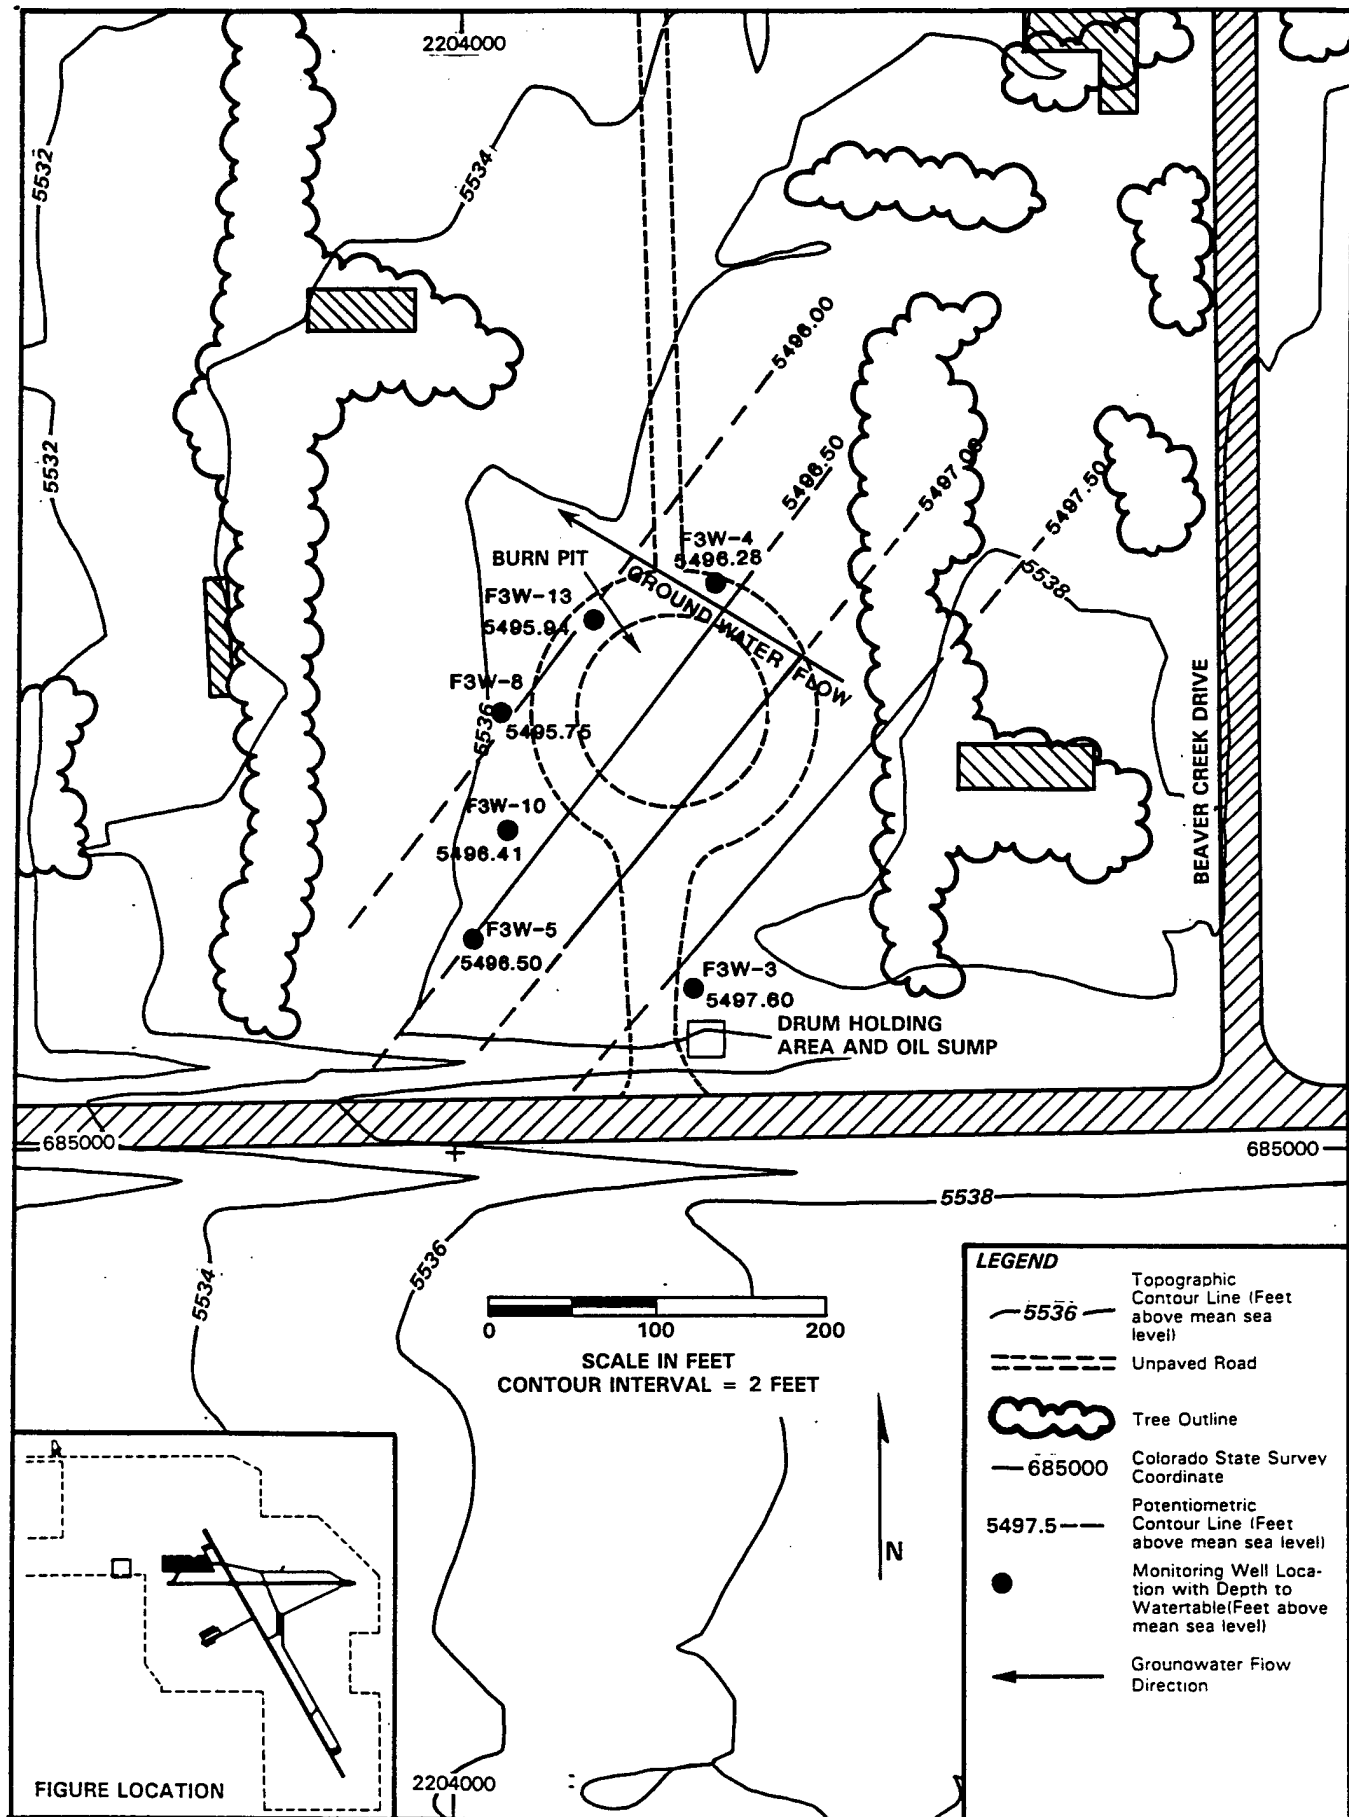 2204000
5532
5534
5496.00
5532
5496.50
5497.00
5497.50
5538
F3W-4
5496.28
BURN PIT
F3W-13
5495.94
GROUND-WATER FLOW
F3W-8
5495.75
5536
BEAVER CREEK DRIVE
F3W-10
5496.41
F3W-5
5496.50
F3W-3
5497.60
DRUM HOLDING
AREA AND OIL SUMP
685000
685000
5538
5534
5536
0 100 200
SCALE IN FEET
CONTOUR INTERVAL = 2 FEET
N
LEGEND
5536
Topographic
Contour Line (Feet
above mean sea
level)
Unpaved Road
Tree Outline
685000
Colorado State Survey
Coordinate
5497.5
Potentiometric
Contour Line (Feet
above mean sea level)
Monitoring Well Loca-
tion with Depth to
Watertable(Feet above
mean sea level)
Groundwater Flow
Direction
FIGURE LOCATION
2204000